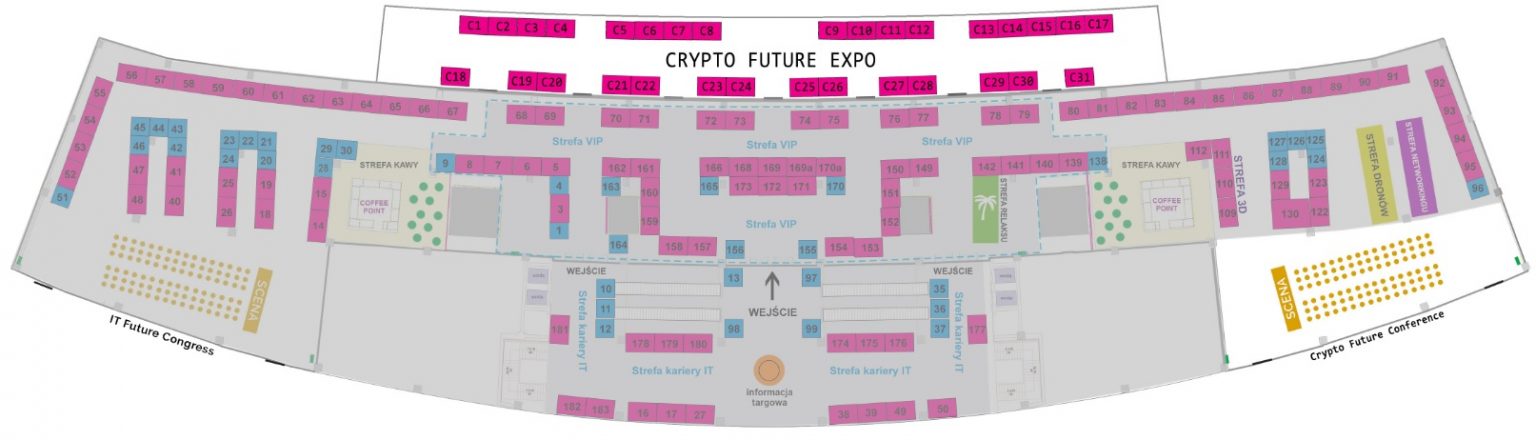 C1 C2 C3 C4 C5 C6 C7 C8 C9 C10 C11 C12 C13 C14 C15 C16 C17
CRYPTO FUTURE EXPO
C18 C19 C20 C21 C22 C23 C24 C25 C26 C27 C28 C29 C30 C31
55 56 57 58 59 60 61 62 63 64 65 66 67
54
53
52
51
68 69 70 71 72 73 74 75 76 77 78 79
80 81 82 83 84 85 86 87 88 89 90 91
92
93
94
95
96
Strefa VIP
Strefa VIP
Strefa VIP
45 44 43
46 42
47 41
48 40
23 22 21
24 20
25 19
26 18
29 30
28
15
14
STREFA KAWY
COFFEE
POINT
9 8 7 6 5
4
3
1
162 161
163 160
159
164
158 157
166 168 169 169a 170a
165 173 172 171 170
Strefa VIP
156 155
150 149
151
152
154 153
142 141 140 139 138
STREFA RELAKSU
STREFA KAWY
COFFEE
POINT
112 111
110
109
STREFA 3D
127 126 125
128 124
129 123
130 122
STREFA DRONÓW
STREFA NETWORKINGU
SCENA
IT Future Congress
SCENA
Crypto Future Conference
WEJŚCIE
10
11
12
181
Strefa kariery IT
13 97
WEJŚCIE
98 99
WEJŚCIE
35
36
37
177
Strefa kariery IT
178 179 180
Strefa kariery IT
174 175 176
Strefa kariery IT
informacja
targowa
182 183 16 17 27
38 39 49 50